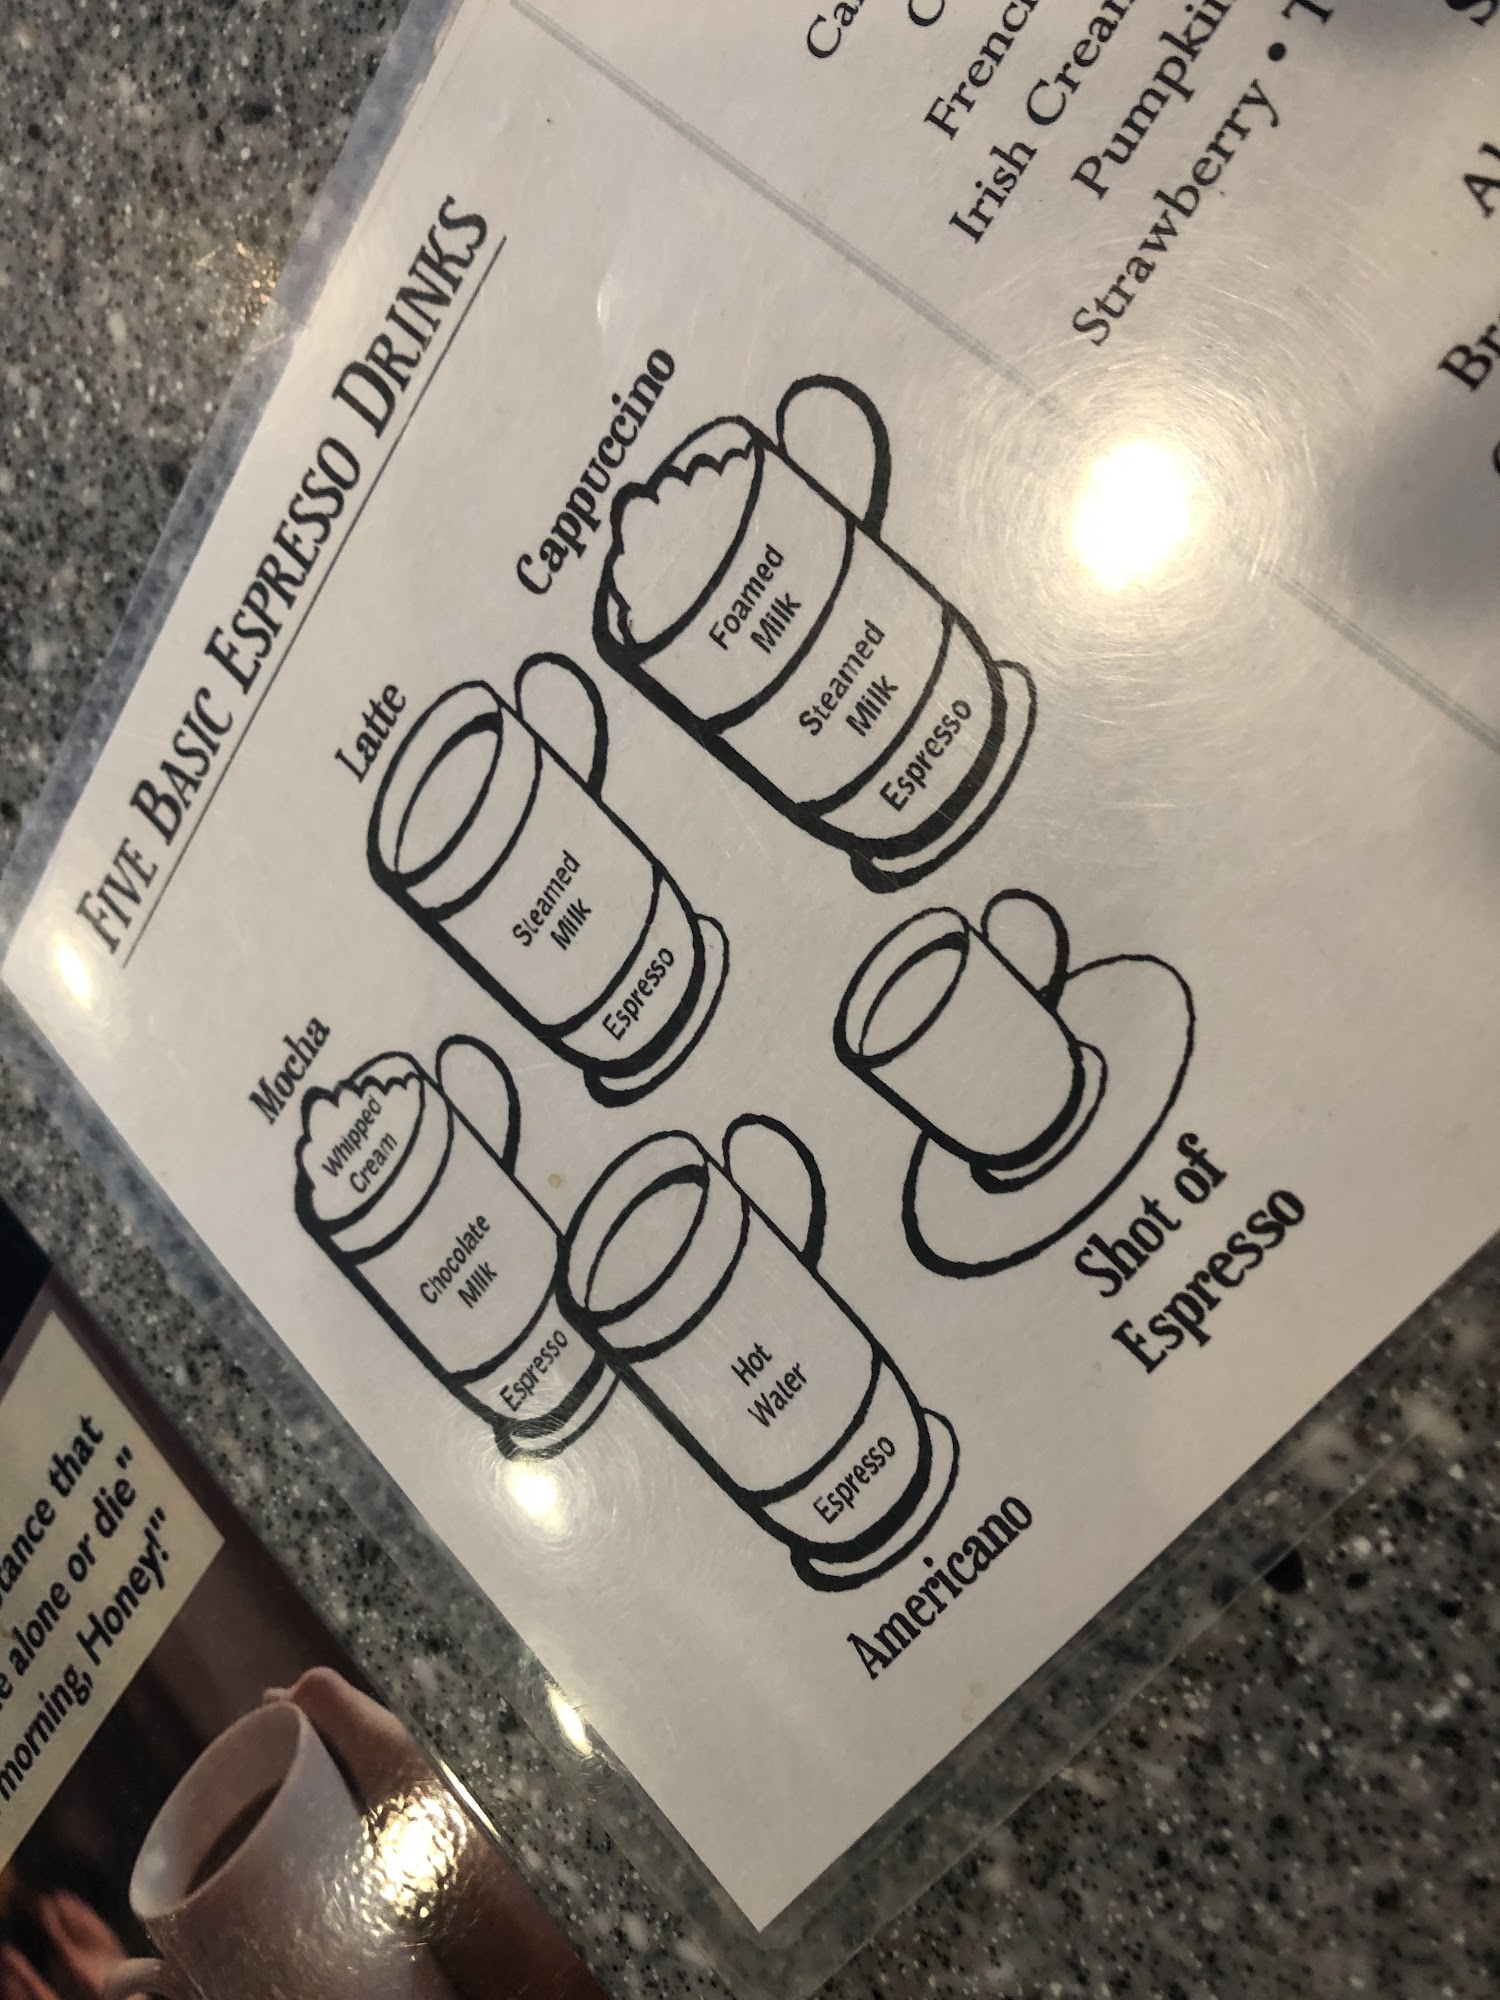 FIVE BASIC ESPRESSO DRINKS
Mocha
Whipped
Cream
Chocolate
Milk
Espresso
Latte
Steamed
Milk
Espresso
Cappuccino
Foamed
Milk
Steamed
Milk
Espresso
Hot
Water
Espresso
Americano
Shot of
Espresso
Irish Cream
Pumpkin
Strawberry •
that
alone or die"
morning, Honey!"